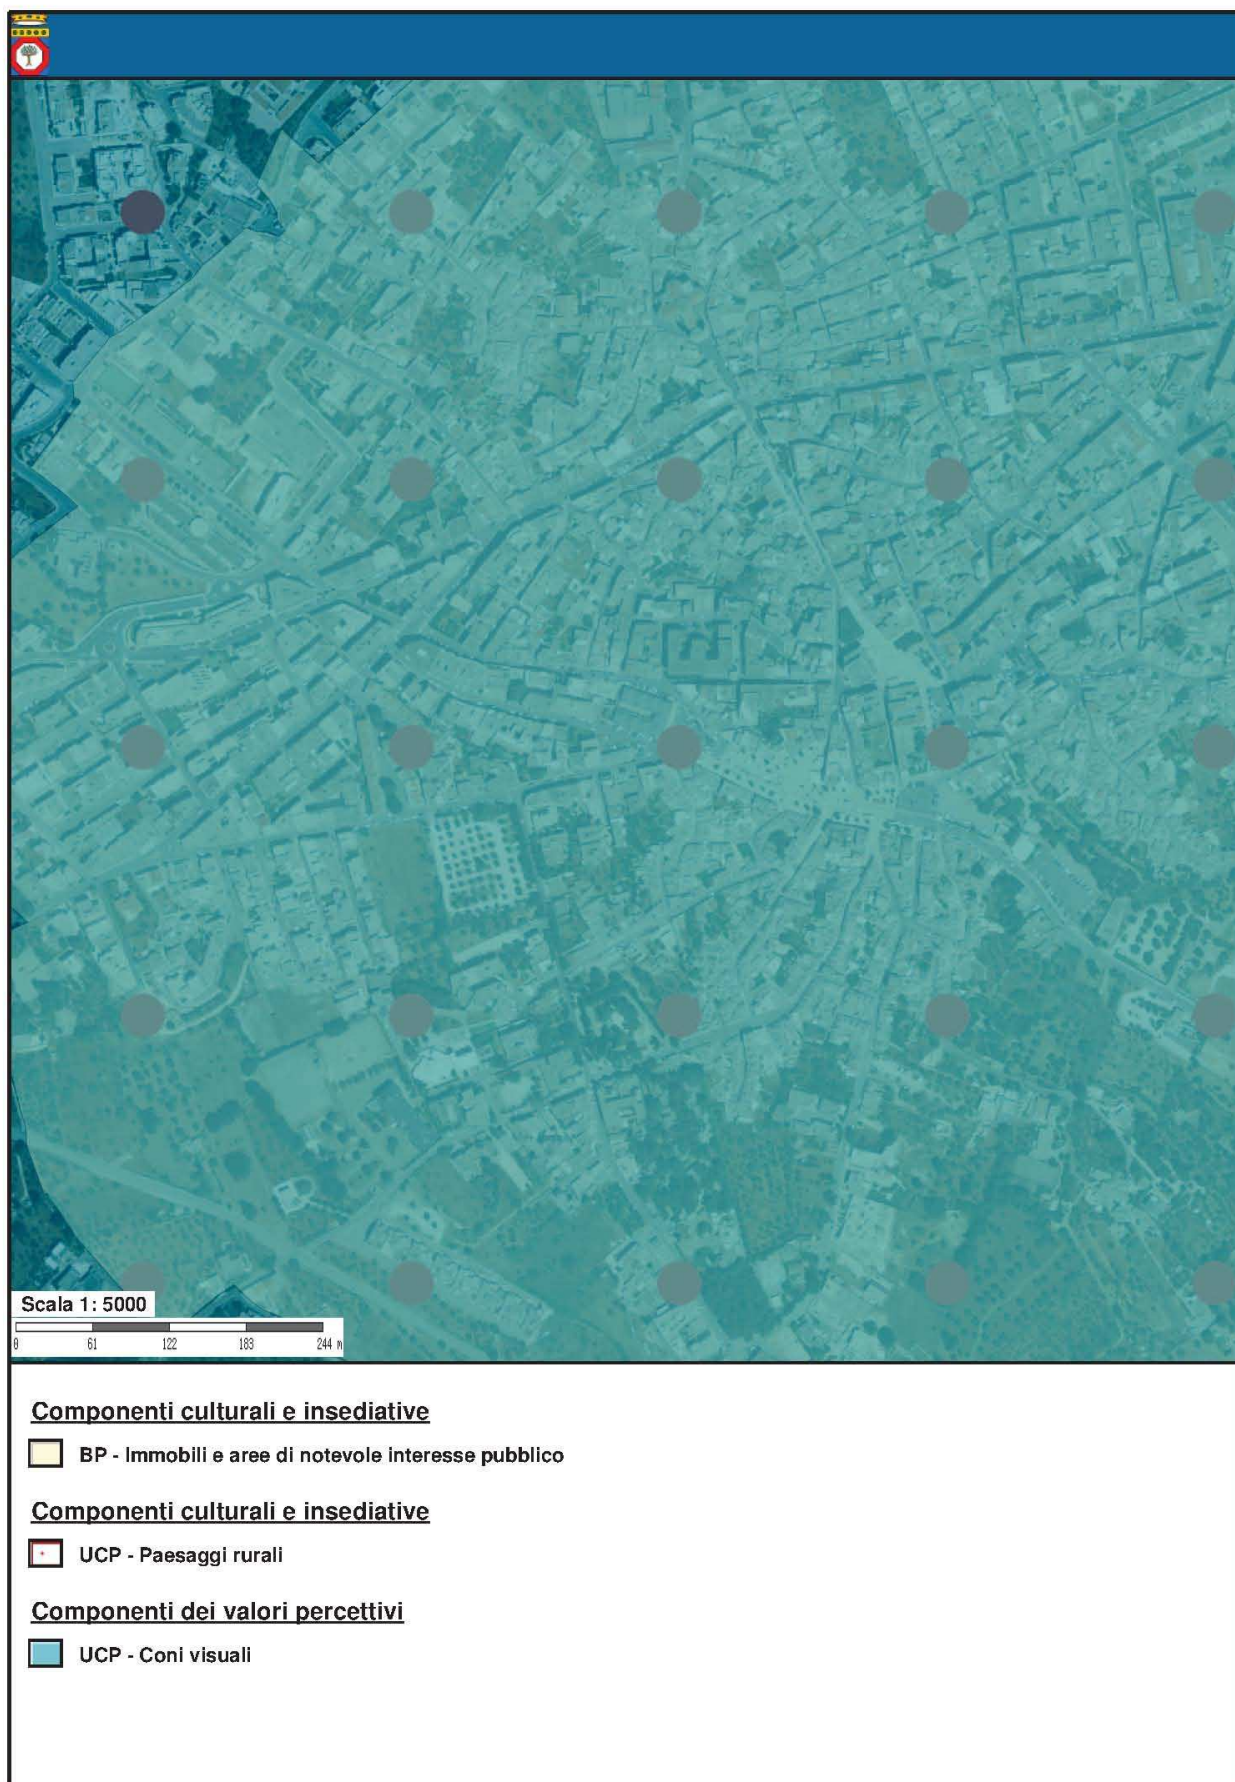 Scala 1: 5000
0 61 122 183 244 m
Componenti culturali e insediative
BP - Immobili e aree di notevole interesse pubblico
Componenti culturali e insediative
UCP - Paesaggi rurali
Componenti dei valori percettivi
UCP - Coni visuali